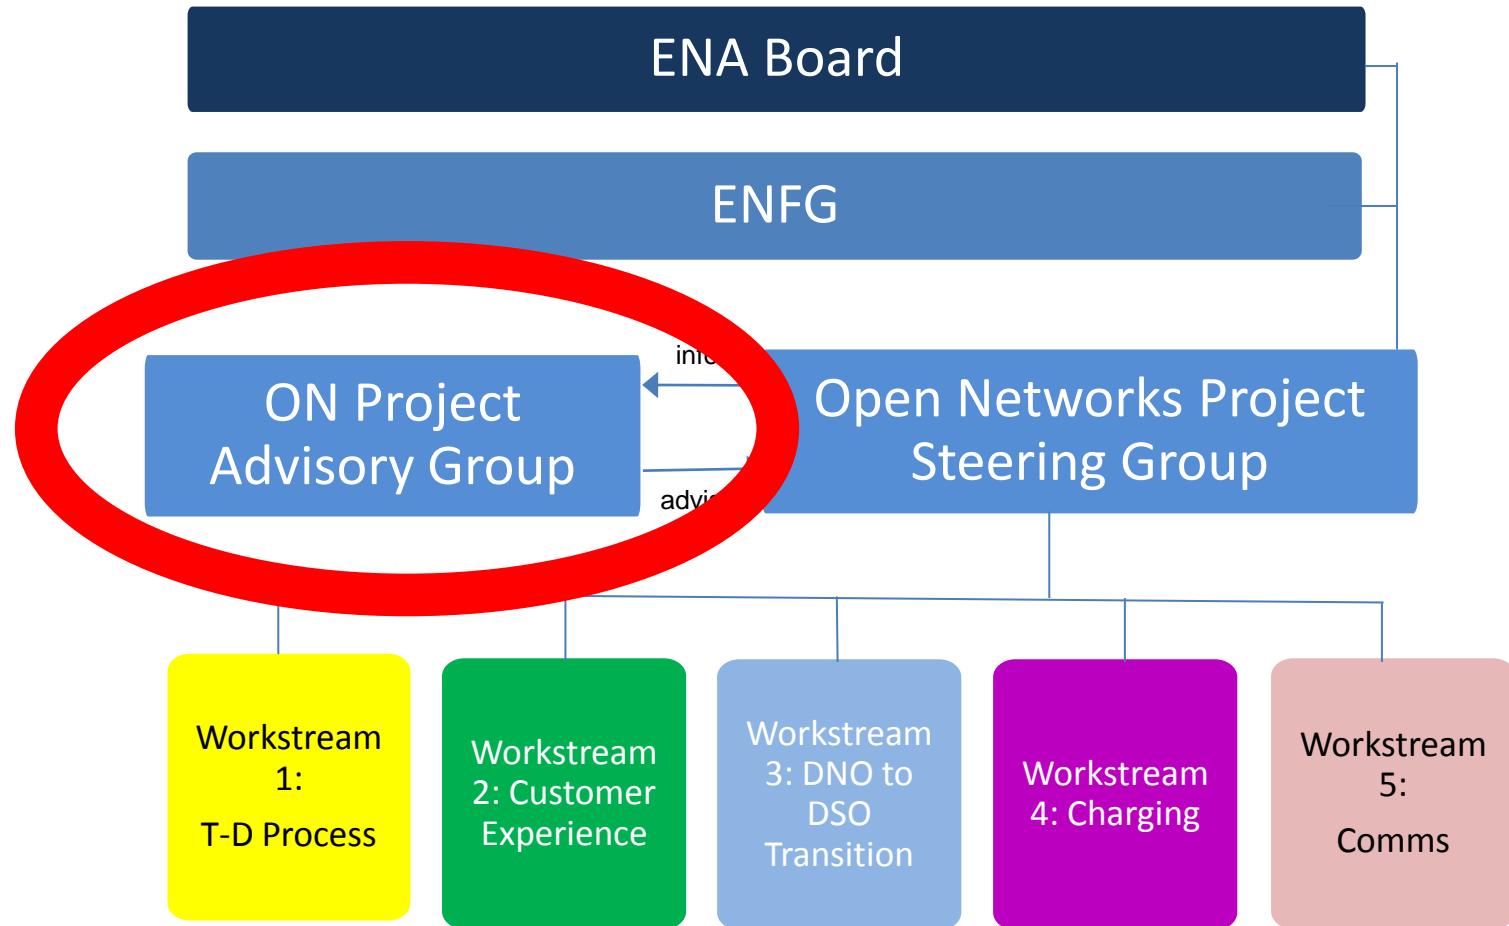 ENA Board
ENFG
ON Project
Advisory Group
Open Networks Project
Steering Group
Workstream
1:
T-D Process
Workstream
2: Customer
Experience
Workstream
3: DNO to
DSO
Transition
Workstream
4: Charging
Workstream
5:
Comms